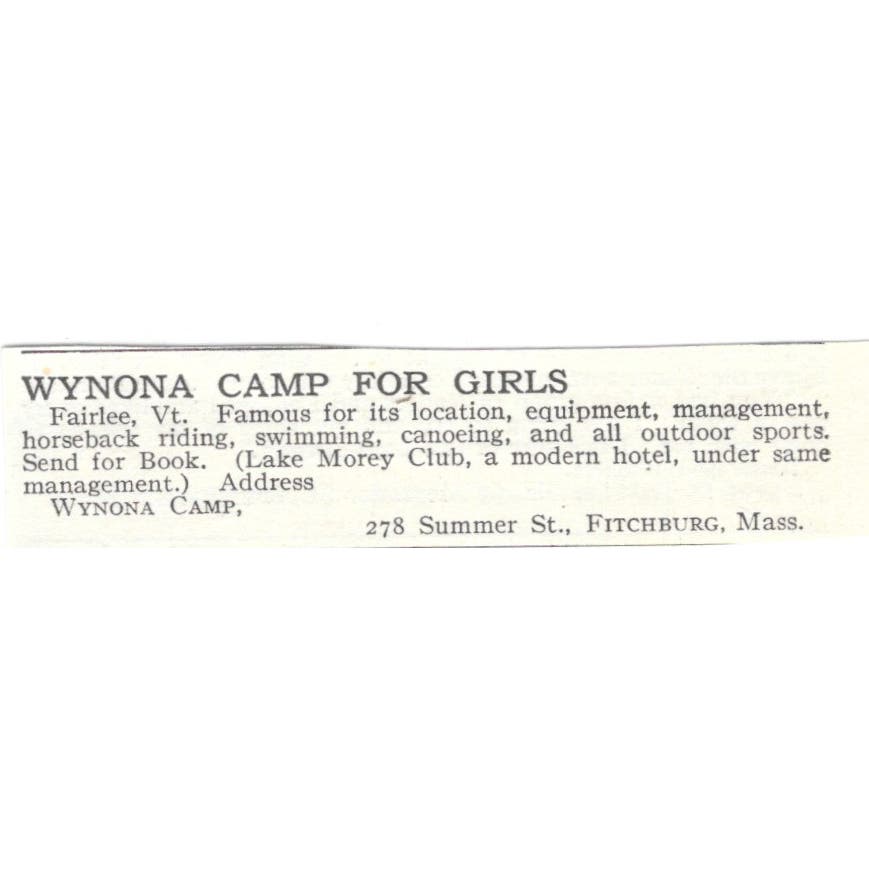 WYNONA CAMP FOR GIRLS
Fairlee, Vt. Famous for its location, equipment, management,
horseback riding, swimming, canoeing, and all outdoor sports.
Send for Book. (Lake Morey Club, a modern hotel, under same
management.) Address
WYNONA CAMP,
278 Summer St., FITCHBURG, Mass.